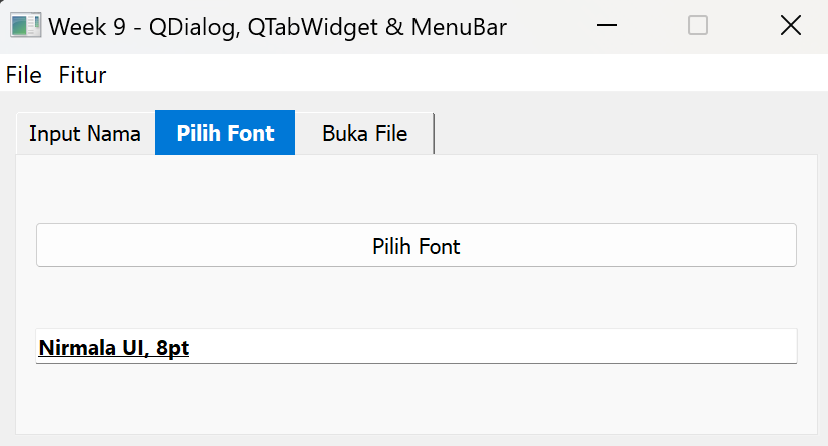 Week 9 - QDialog, QTabWidget & MenuBar
File Fitur
Input Nama Pilih Font Buka File
Pilih Font
Nirmala UI, 8pt